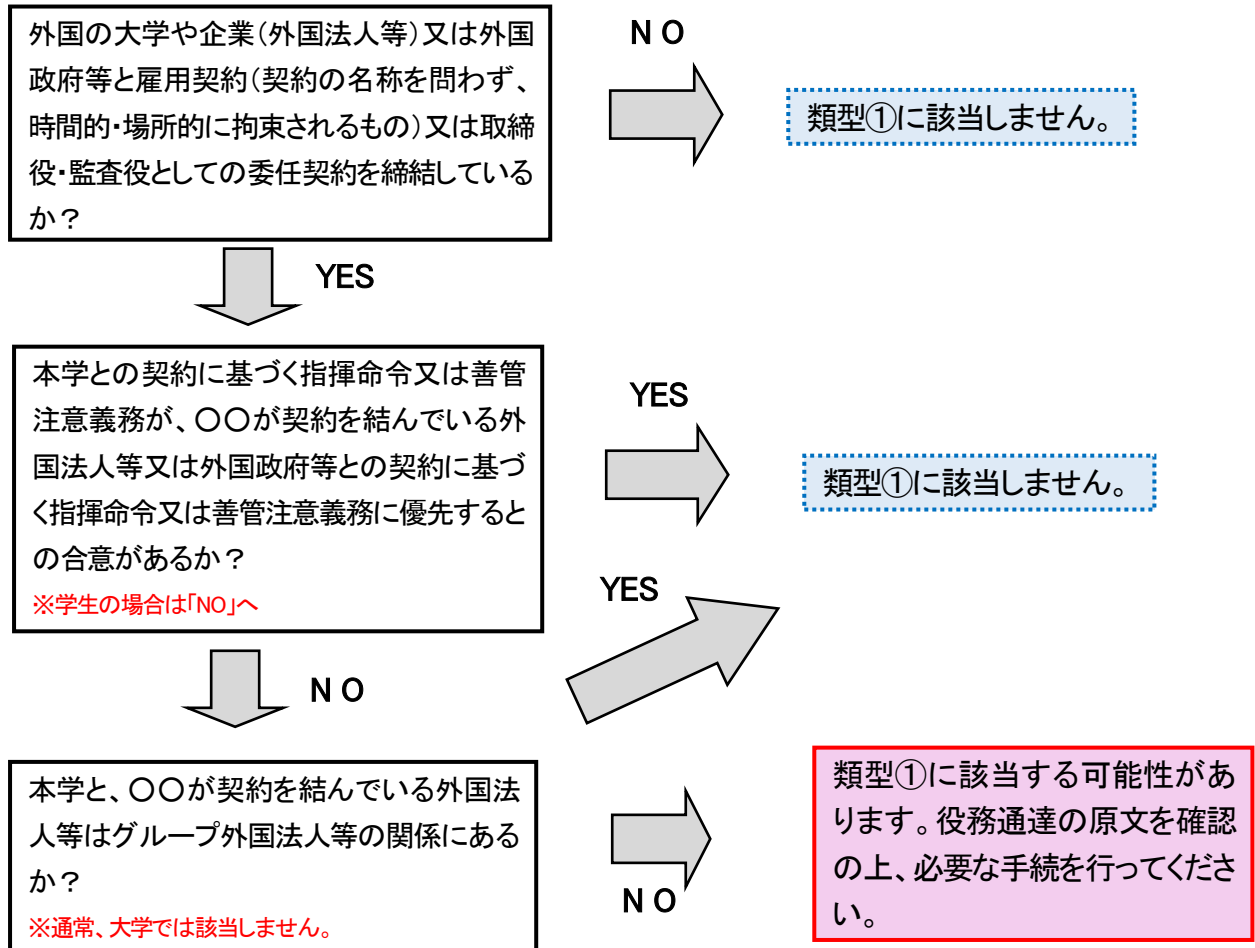 外国の大学や企業（外国法人等）又は外国
政府等と雇用契約（契約の名称を問わず、
時間的・場所的に拘束されるもの）又は取締
役・監査役としての委任契約を締結している
か？
ＮＯ
類型①に該当しません。
YES
本学との契約に基づく指揮命令又は善管
注意義務が、〇〇が契約を結んでいる外
国法人等又は外国政府等との契約に基づ
く指揮命令又は善管注意義務に優先すると
の合意があるか？
※学生の場合は「NO」へ
YES
類型①に該当しません。
YES
ＮＯ
本学と、〇〇が契約を結んでいる外国法
人等はグループ外国法人等の関係にある
か？
※通常、大学では該当しません。
ＮＯ
類型①に該当する可能性があ
ります。役務通達の原文を確認
の上、必要な手続を行ってくださ
い。